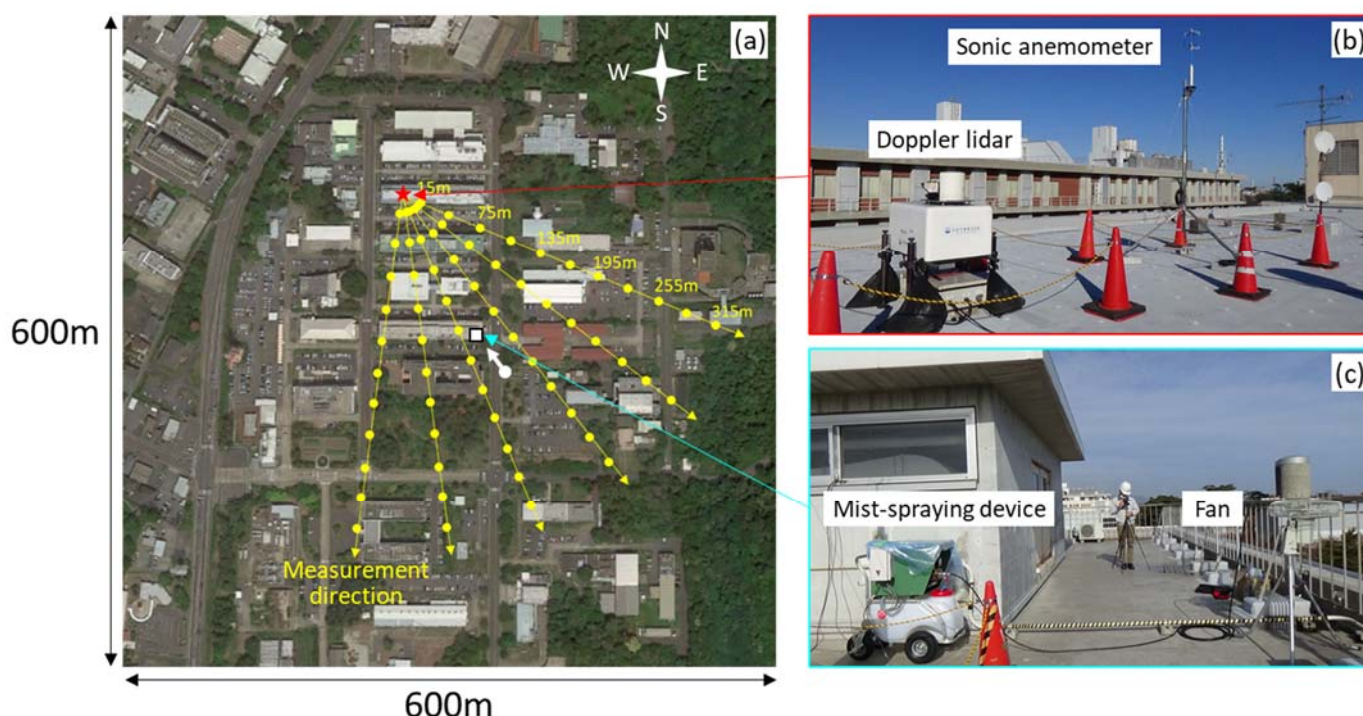 (a)
N
W
E
S
15m
75m
135m
195m
255m
315m
600m
Measurement
direction
600m
(b)
Sonic anemometer
Doppler lidar
(c)
Mist-spraying device
Fan